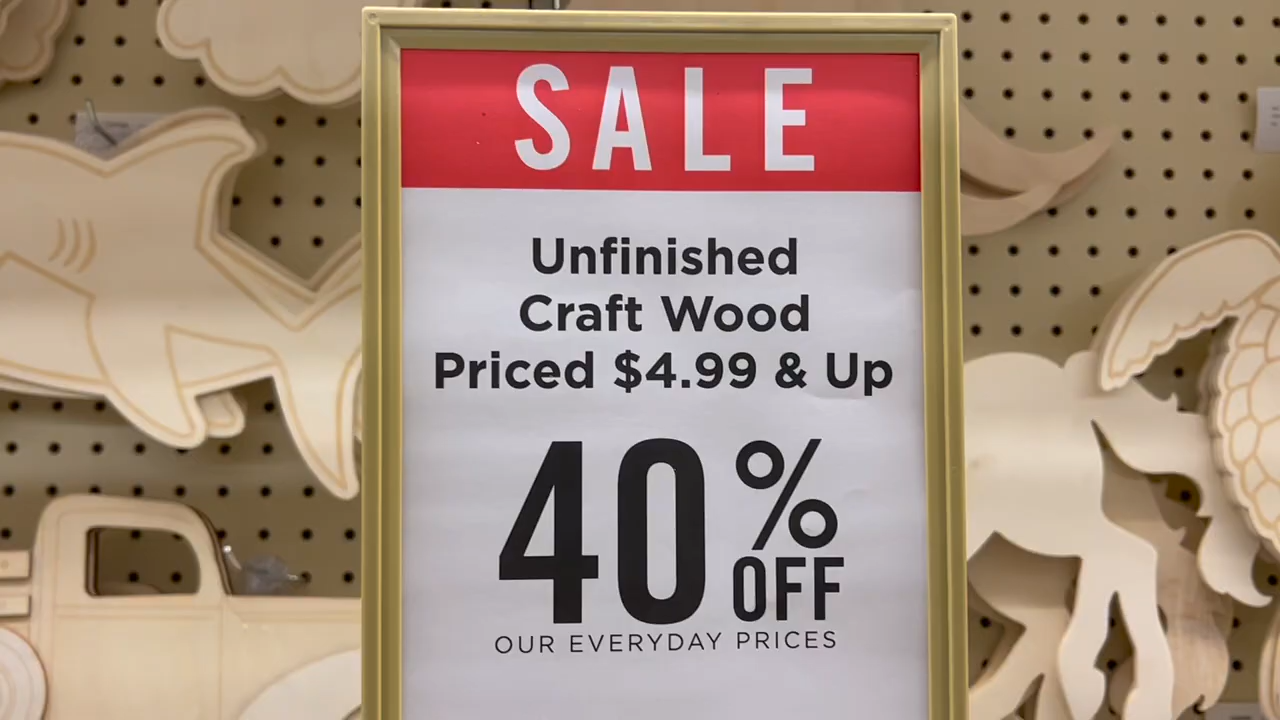 SALE
Unfinished
Craft Wood
Priced $4.99 & Up
40%
OFF
OUR EVERYDAY PRICES